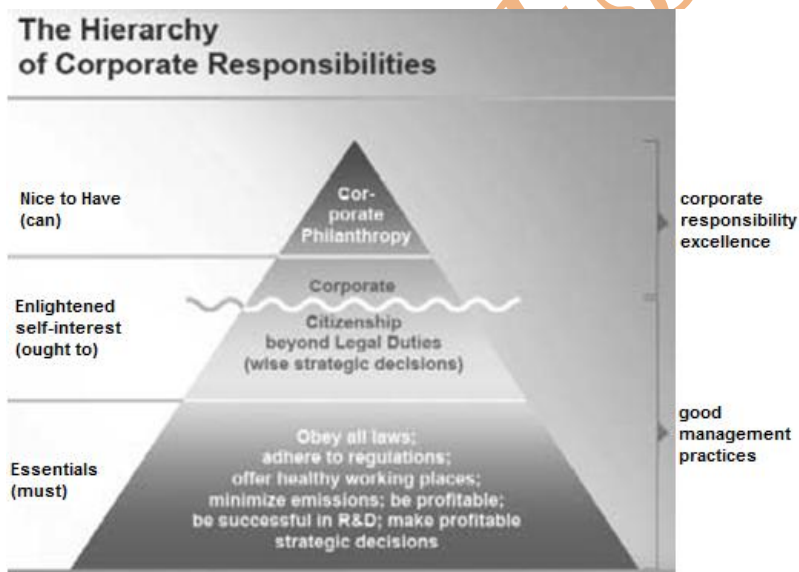 The Hierarchy
of Corporate Responsibilities
Nice to Have
(can)
Cor-
porate
Philanthropy
corporate
responsibility
excellence
Enlightened
self-interest
(ought to)
Corporate
Citizenship
beyond Legal Duties
(wise strategic decisions)
Essentials
(must)
Obey all laws;
adhere to regulations;
offer healthy working places;
minimize emissions; be profitable;
be successful in R&D; make profitable
strategic decisions
good
management
practices